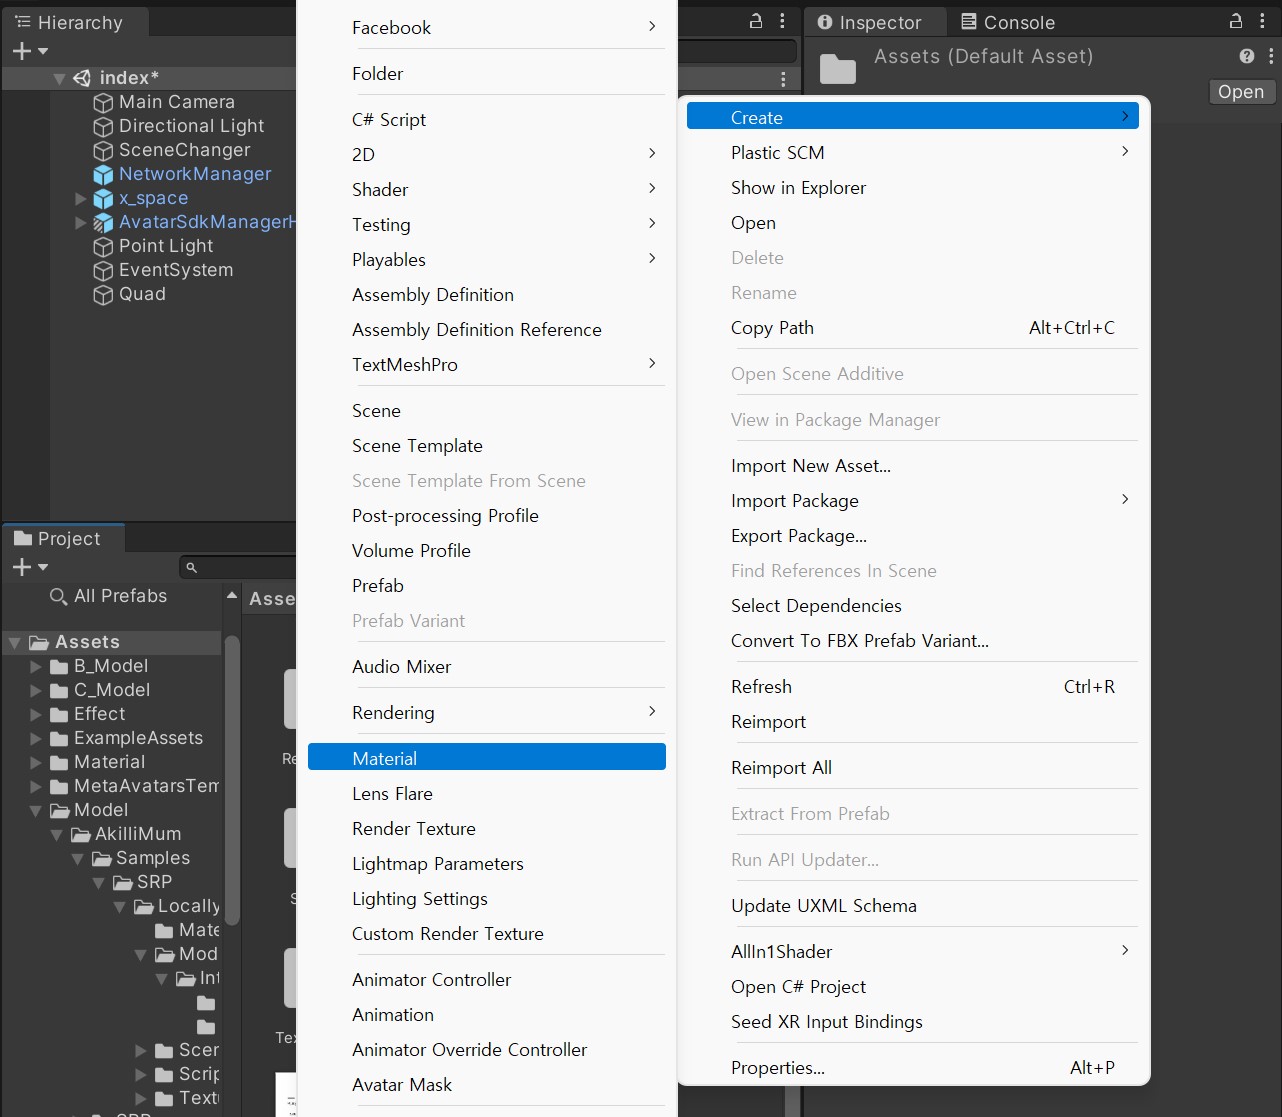 Hierarchy
index*
Main Camera
Directional Light
SceneChanger
NetworkManager
x_space
AvatarSdkManagerH
Point Light
EventSystem
Quad
Project
All Prefabs
Assets
B_Model
C_Model
Effect
ExampleAssets
Material
MetaAvatarsTem
Model
AkilliMum
Samples
SRP
Locally
Mate
Mod
Int
Scer
Scrip
Textu
Asse
Re
S
Tex
Facebook
Folder
C# Script
2D
Shader
Testing
Playables
Assembly Definition
Assembly Definition Reference
TextMeshPro
Scene
Scene Template
Scene Template From Scene
Post-processing Profile
Volume Profile
Prefab
Prefab Variant
Audio Mixer
Rendering
Material
Lens Flare
Render Texture
Lightmap Parameters
Lighting Settings
Custom Render Texture
Animator Controller
Animation
Animator Override Controller
Avatar Mask
Inspector
Console
Assets (Default Asset)
Open
Create
Plastic SCM
Show in Explorer
Open
Delete
Rename
Copy Path Alt+Ctrl+C
Open Scene Additive
View in Package Manager
Import New Asset...
Import Package
Export Package...
Find References In Scene
Select Dependencies
Convert To FBX Prefab Variant...
Refresh Ctrl+R
Reimport
Reimport All
Extract From Prefab
Run API Updater...
Update UXML Schema
AllIn1Shader
Open C# Project
Seed XR Input Bindings
Properties... Alt+P